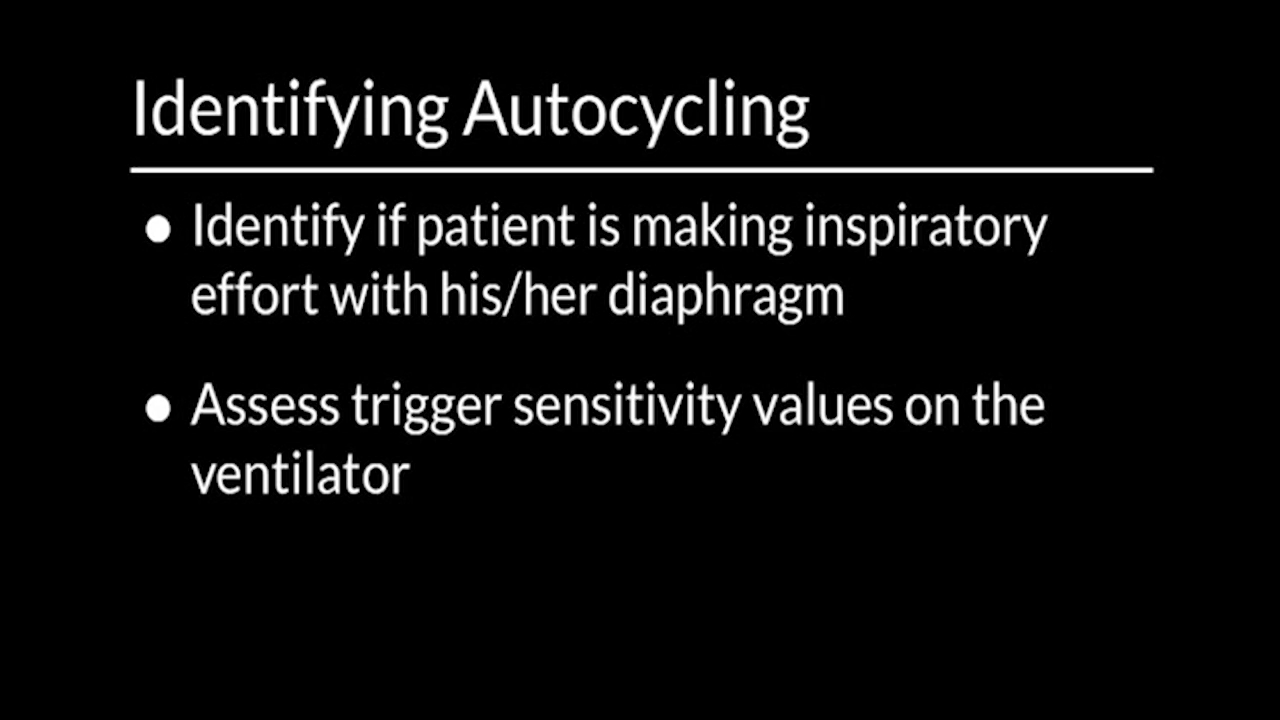 Identifying Autocycling
● Identify if patient is making inspiratory
effort with his/her diaphragm
● Assess trigger sensitivity values on the
ventilator